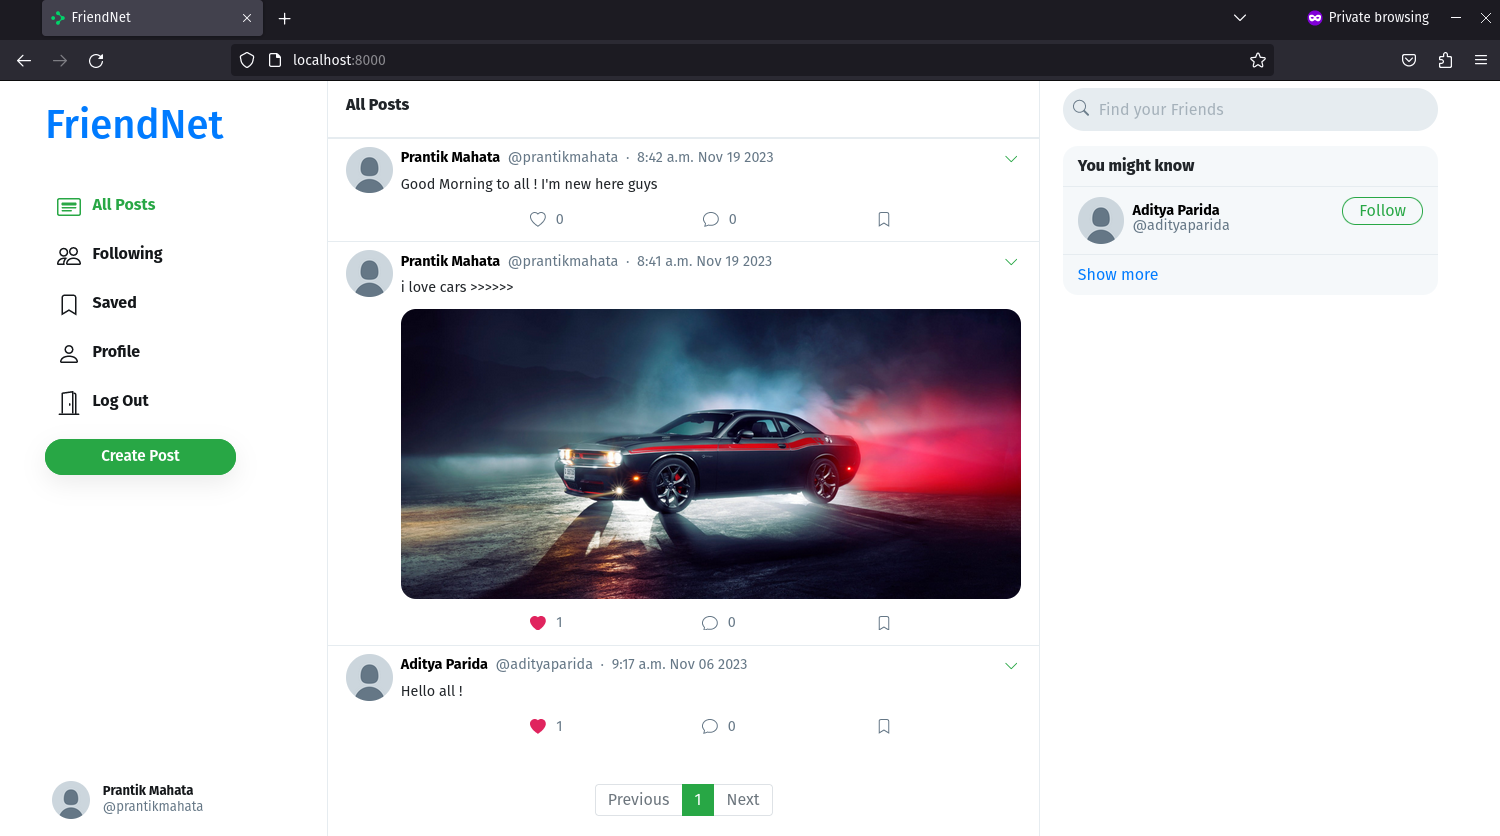 FriendNet
Private browsing
localhost:8000
FriendNet
All Posts
Following
Saved
Profile
Log Out
Create Post
Prantik Mahata
@prantikmahata
All Posts
Prantik Mahata @prantikmahata · 8:42 a.m. Nov 19 2023
Good Morning to all ! I'm new here guys
0 0
Prantik Mahata @prantikmahata · 8:41 a.m. Nov 19 2023
i love cars >>>>>>
1 0
Aditya Parida @adityaparida · 9:17 a.m. Nov 06 2023
Hello all !
1 0
Previous 1 Next
Find your Friends
You might know
Aditya Parida
@adityaparida
Follow
Show more